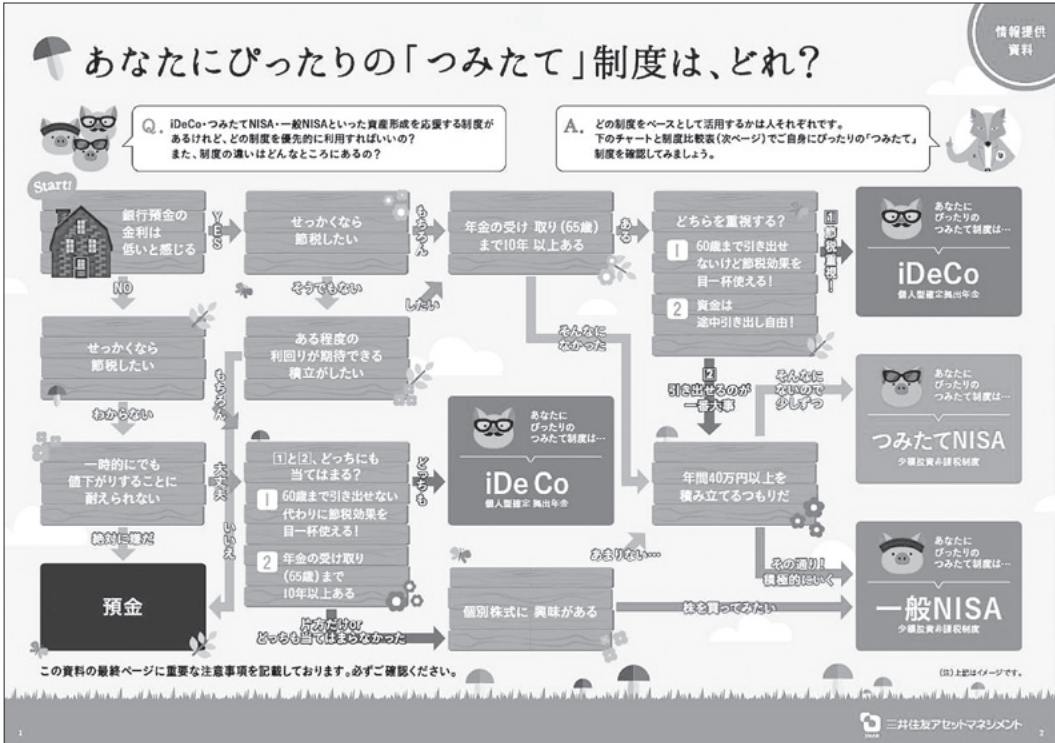 情報提供
資料
あなたにぴったりの「つみたて」制度は、どれ？
Q. iDeCo・つみたてNISA・一般NISAといった資産形成を応援する制度が
あるけれど、どの制度を優先的に利用すればいいの？
また、制度の違いはどんなところにあるの？
A. どの制度をベースとして活用するかは人それぞれです。
下のチャートと制度比較表(次ページ)でご自身にぴったりの「つみたて」
制度を確認してみましょう。
Start!
銀行預金の
金利は
低いと感じる
YES
せっかくなら
節税したい
もちろん
年金の受け取り(65歳)
まで10年以上ある
ある
どちらを重視する？
1 60歳まで引き出せ
ないけど節税効果を
目一杯使える！
2 資金は
途中引き出し自由！
1 節税重視！
あなたに
ぴったりの
つみたて制度は…
iDeCo
個人型確定拠出年金
NO
そうでもない
したい
そんなに
なかった
せっかくなら
節税したい
ある程度の
利回りが期待できる
積立がしたい
もちろん
いいえ
わからない
2
引き出せるのが
一番大事
そんなに
ないので
少しずつ
あなたに
ぴったりの
つみたて制度は…
つみたてNISA
少額投資非課税制度
一時的にでも
値下がりすることに
耐えられない
大丈夫
1と2、どっちにも
当てはまる？
1 60歳まで引き出せない
代わりに節税効果を
目一杯使える！
2 年金の受け取り
(65歳)まで
10年以上ある
どっちも
あなたに
ぴったりの
つみたて制度は…
iDeCo
個人型確定拠出年金
年間40万円以上を
積み立てるつもりだ
絶対に嫌だ
預金
片方だけor
どっちも当てはまらなかった
個別株式に興味がある
あまりない…
株を買ってみたい
その通り！
積極的にいく
あなたに
ぴったりの
つみたて制度は…
一般NISA
少額投資非課税制度
この資料の最終ページに重要な注意事項を記載しております。必ずご確認ください。
(注)上記はイメージです。
1
SMAM
三井住友アセットマネジメント
2